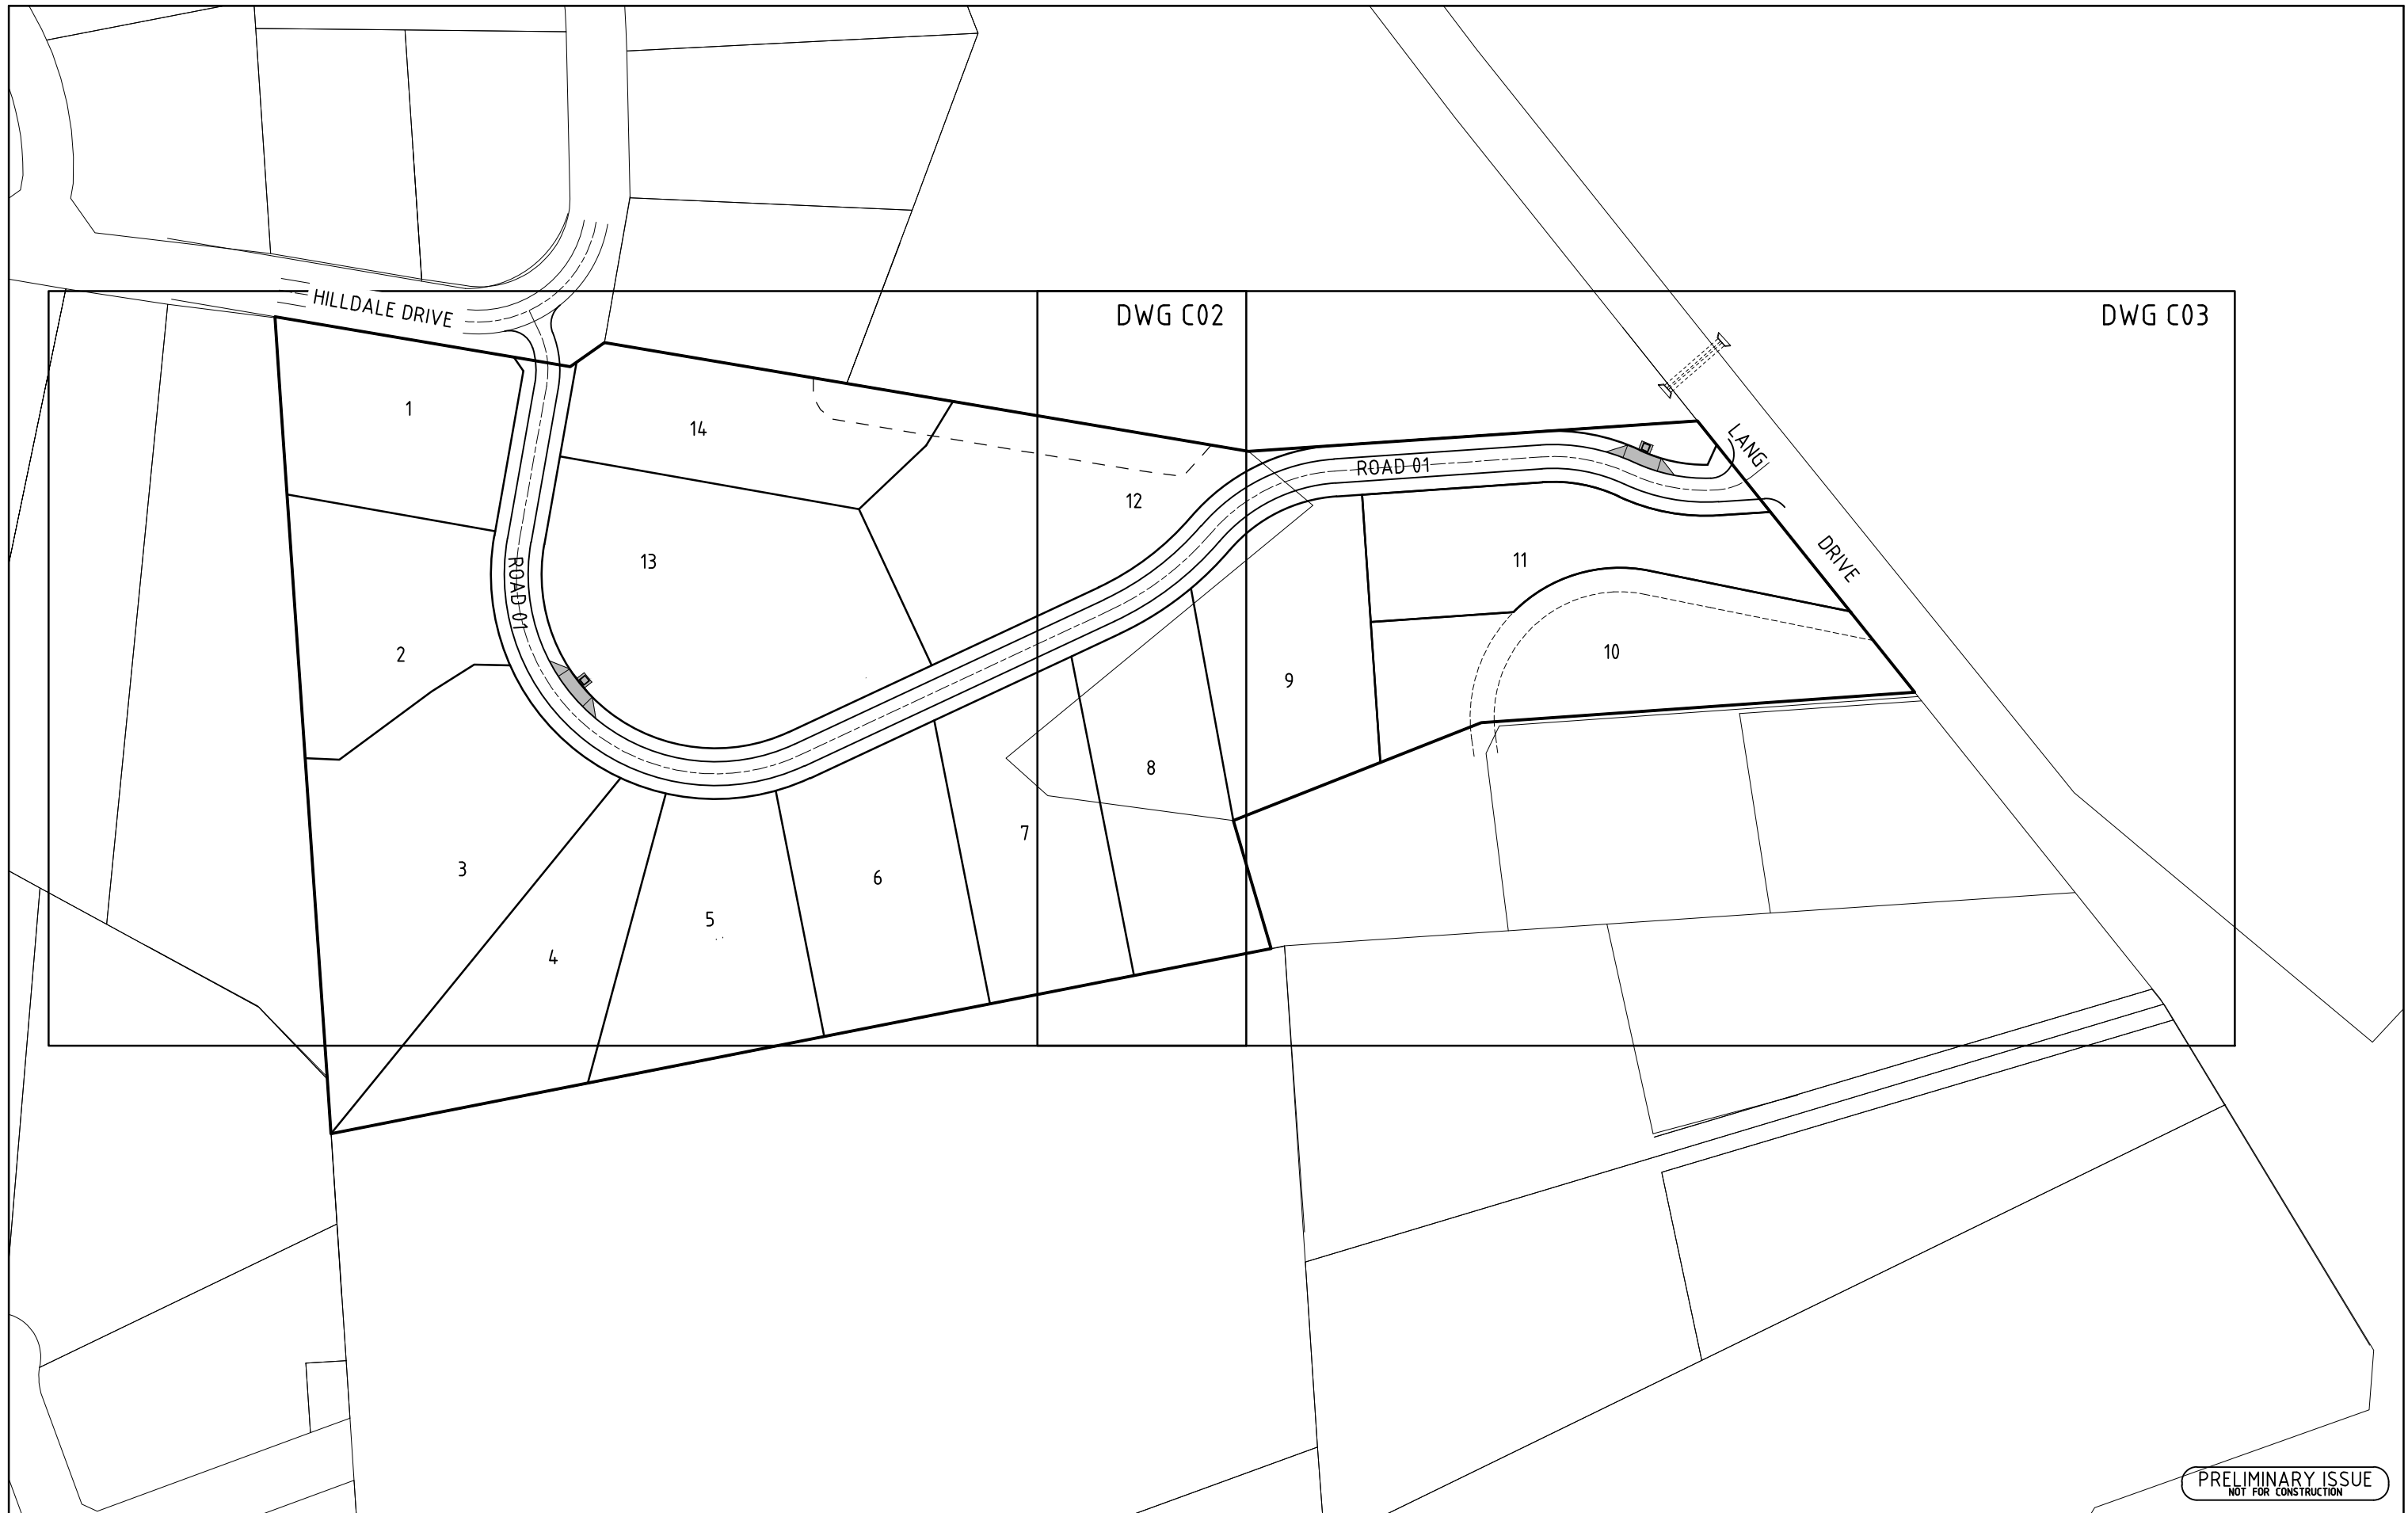 HILLDALE DRIVE
DWG C02
DWG C03
1
14
LANG
ROAD 01
12
13
11
DRIVE
ROAD 01
2
10
9
8
7
3
6
5
4
PRELIMINARY ISSUE
NOT FOR CONSTRUCTION